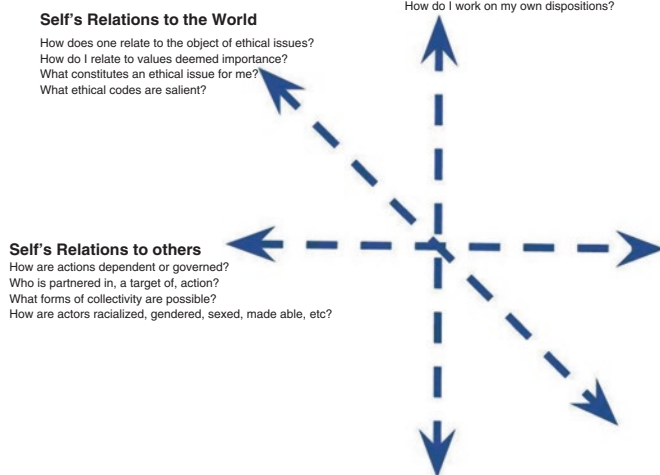 How do I work on my own dispositions?
Self's Relations to the World
How does one relate to the object of ethical issues?
How do I relate to values deemed importance?
What constitutes an ethical issue for me?
What ethical codes are salient?
Self's Relations to others
How are actions dependent or governed?
Who is partnered in, a target of, action?
What forms of collectivity are possible?
How are actors racialized, gendered, sexed, made able, etc?